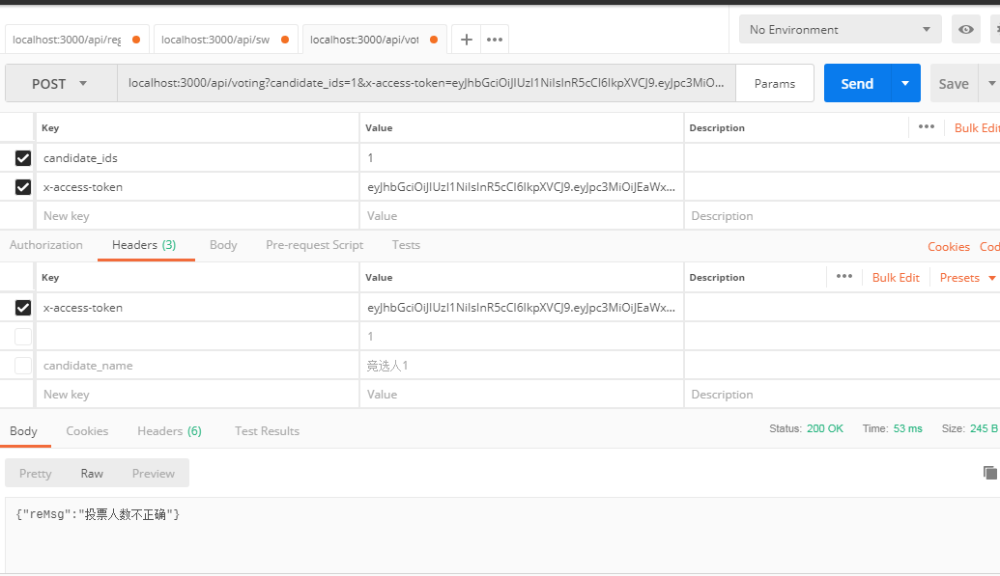 localhost:3000/api/reg localhost:3000/api/sw localhost:3000/api/vot No Environment
POST localhost:3000/api/voting?candidate_ids=1&x-access-token=eyJhbGciOiJIUzI1NiIsInR5cCI6IkpXVCJ9.eyJpc3MiO... Params Send Save
Key Value Description Bulk Edit
candidate_ids 1
x-access-token eyJhbGciOiJIUzI1NiIsInR5cCI6IkpXVCJ9.eyJpc3MiOiJEaWx...
New key Value Description
Authorization Headers (3) Body Pre-request Script Tests Cookies Cod
Key Value Description Bulk Edit Presets
x-access-token eyJhbGciOiJIUzI1NiIsInR5cCI6IkpXVCJ9.eyJpc3MiOiJEaWx...
1
candidate_name 竞选人1
New key Value Description
Body Cookies Headers (6) Test Results Status: 200 OK Time: 53 ms Size: 245 B
Pretty Raw Preview
{"reMsg":"投票人数不正确"}